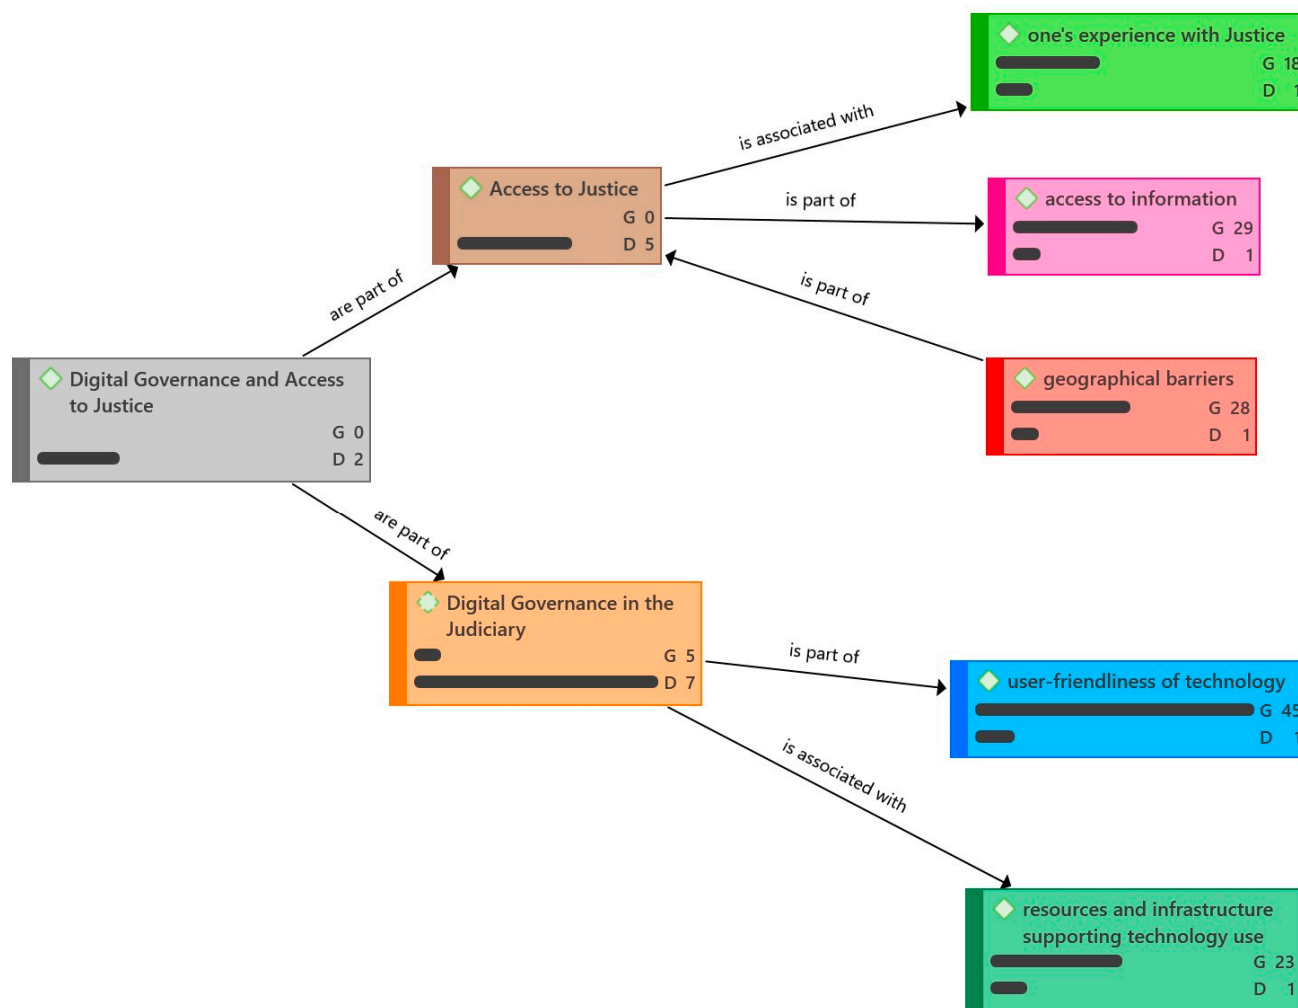 one's experience with Justice
G 18
D 1
is associated with
Access to Justice
G 0
D 5
is part of
access to information
G 29
D 1
are part of
is part of
geographical barriers
G 28
D 1
Digital Governance and Access
to Justice
G 0
D 2
are part of
Digital Governance in the
Judiciary
G 5
D 7
is part of
user-friendliness of technology
G 45
D 1
is associated with
resources and infrastructure
supporting technology use
G 23
D 1